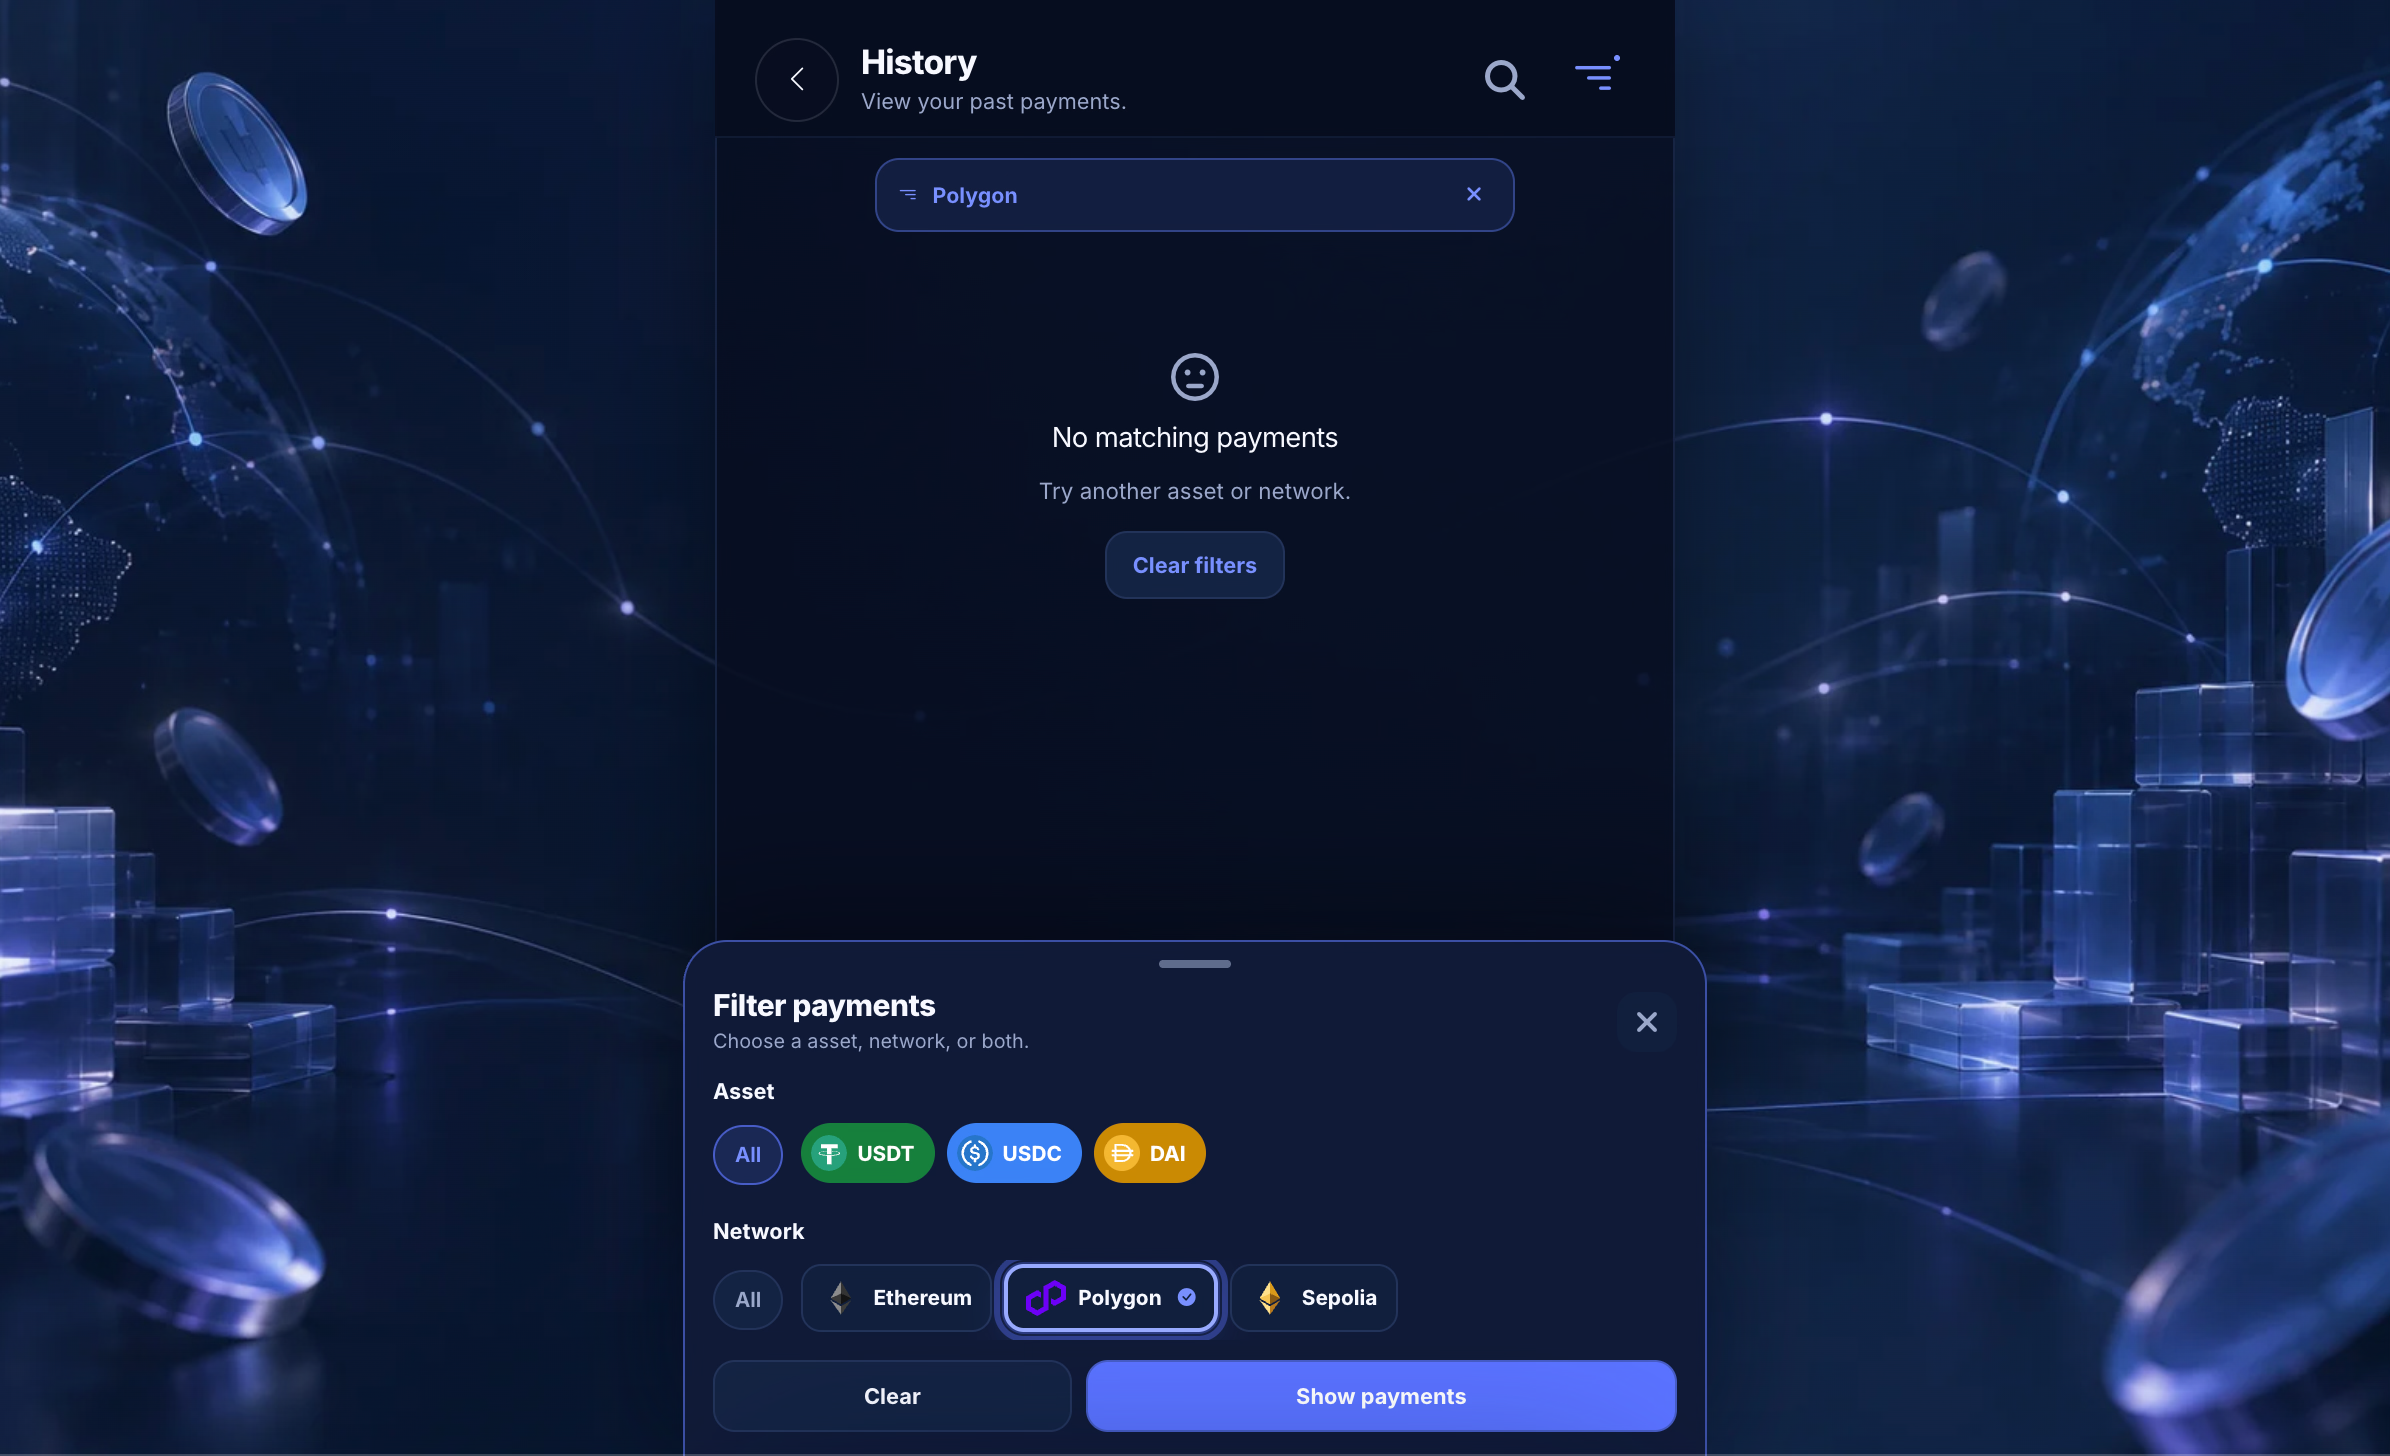 History
View your past payments.
Polygon
No matching payments
Try another asset or network.
Clear filters
Filter payments
Choose a asset, network, or both.
Asset
All USDT USDC DAI
Network
All Ethereum Polygon Sepolia
Clear Show payments